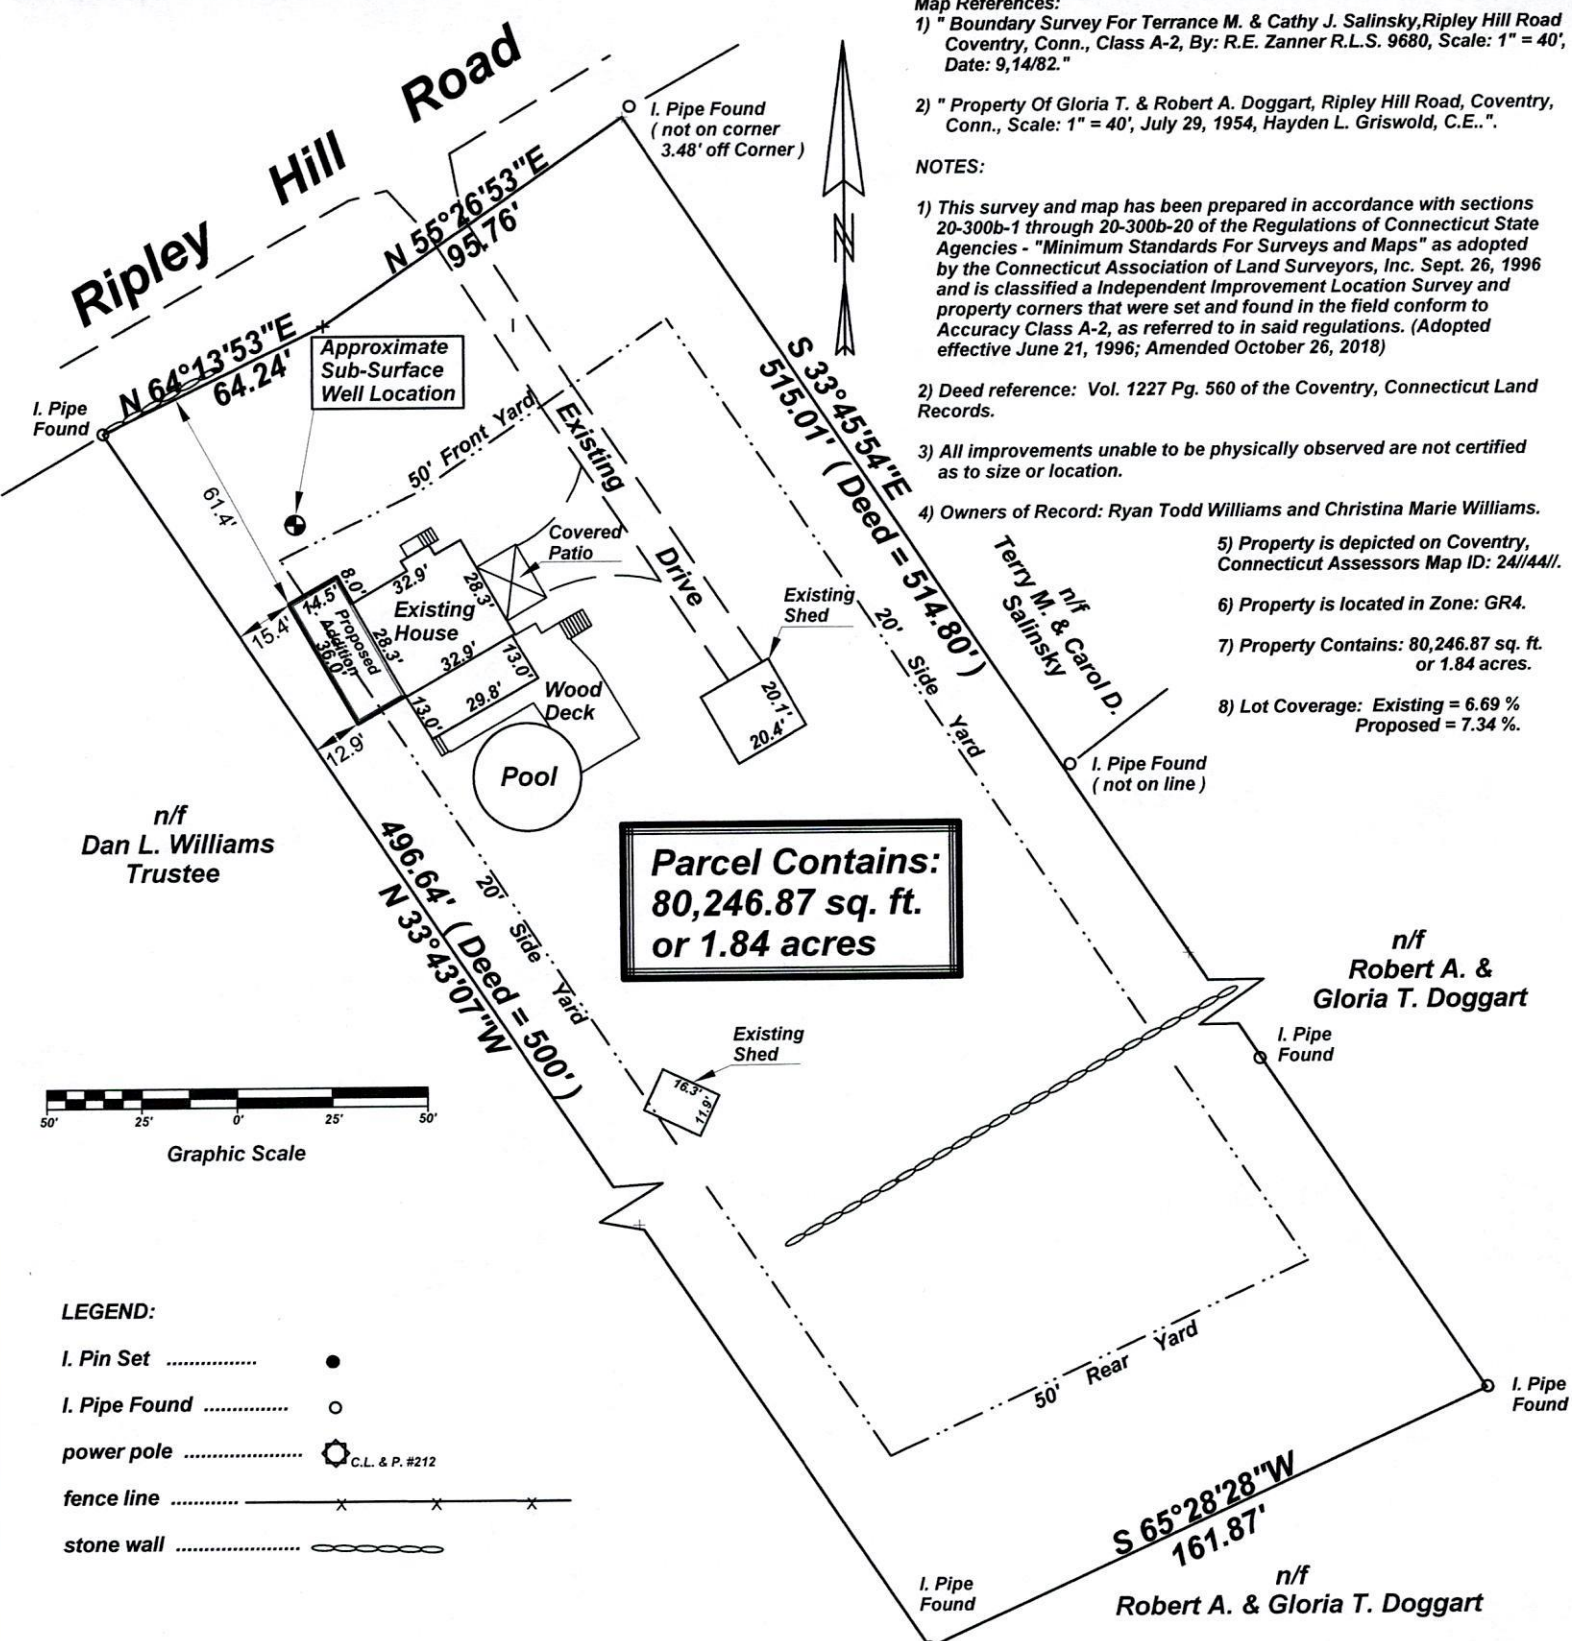 Map References:
1) " Boundary Survey For Terrance M. & Cathy J. Salinsky,Ripley Hill Road
Coventry, Conn., Class A-2, By: R.E. Zanner R.L.S. 9680, Scale: 1" = 40',
Date: 9,14/82."
2) " Property Of Gloria T. & Robert A. Doggart, Ripley Hill Road, Coventry,
Conn., Scale: 1" = 40', July 29, 1954, Hayden L. Griswold, C.E..".
NOTES:
1) This survey and map has been prepared in accordance with sections
20-300b-1 through 20-300b-20 of the Regulations of Connecticut State
Agencies - "Minimum Standards For Surveys and Maps" as adopted
by the Connecticut Association of Land Surveyors, Inc. Sept. 26, 1996
and is classified a Independent Improvement Location Survey and
property corners that were set and found in the field conform to
Accuracy Class A-2, as referred to in said regulations. (Adopted
effective June 21, 1996; Amended October 26, 2018)
2) Deed reference: Vol. 1227 Pg. 560 of the Coventry, Connecticut Land
Records.
3) All improvements unable to be physically observed are not certified
as to size or location.
4) Owners of Record: Ryan Todd Williams and Christina Marie Williams.
5) Property is depicted on Coventry,
Connecticut Assessors Map ID: 24//44//.
6) Property is located in Zone: GR4.
7) Property Contains: 80,246.87 sq. ft.
or 1.84 acres.
8) Lot Coverage: Existing = 6.69 %
Proposed = 7.34 %.
Ripley Hill Road
I. Pipe Found
( not on corner
3.48' off Corner )
N
N 55°26'53"E
95.76'
N 64°13'53"E
64.24'
I. Pipe
Found
Approximate
Sub-Surface
Well Location
50' Front Yard
Existing
Drive
61.4'
S 33°45'54"E
515.01' ( Deed = 514.80' )
Covered
Patio
8.0'
14.5'
Proposed
Addition
36.0'
15.4'
12.9'
32.9'
28.3'
Existing
House
28.3'
32.9'
13.0'
29.8'
13.0'
Wood
Deck
Pool
Existing
Shed
20.1'
20.4'
20' Side Yard
n/f
Terry M. & Carol D.
Salinsky
I. Pipe Found
( not on line )
n/f
Dan L. Williams
Trustee
496.64' ( Deed = 500' )
N 33°43'07"W
20' Side Yard
Parcel Contains:
80,246.87 sq. ft.
or 1.84 acres
n/f
Robert A. &
Gloria T. Doggart
I. Pipe
Found
Existing
Shed
16.3'
11.9'
50' 25' 0' 25' 50'
Graphic Scale
LEGEND:
I. Pin Set ................
I. Pipe Found ...............
power pole ..................... C.L. & P. #212
fence line ............ x x x
stone wall ......................
50' Rear Yard
I. Pipe
Found
S 65°28'28"W
161.87'
I. Pipe
Found
n/f
Robert A. & Gloria T. Doggart